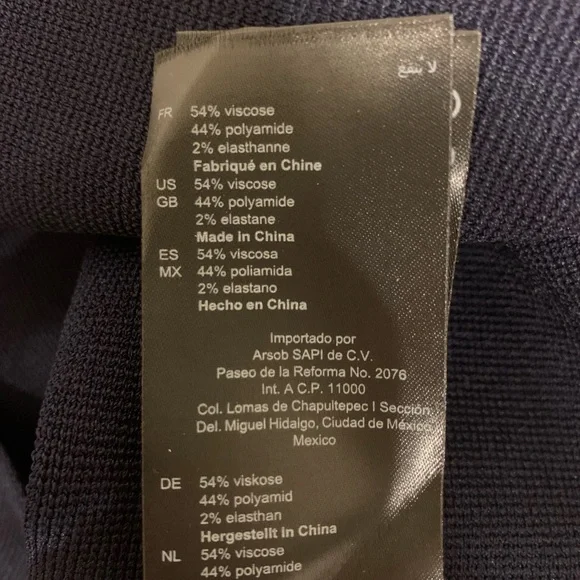 لا تُنقع
FR 54% viscose
44% polyamide
2% elasthanne
Fabriqué en Chine
US 54% viscose
GB 44% polyamide
2% elastane
Made in China
ES 54% viscosa
MX 44% poliamida
2% elastano
Hecho en China
Importado por
Arsob SAPI de C.V.
Paseo de la Reforma No. 2076
Int. A C.P. 11000
Col. Lomas de Chapultepec I Sección,
Del. Miguel Hidalgo, Ciudad de México,
Mexico
DE 54% viskose
44% polyamid
2% elasthan
Hergestellt in China
NL 54% viscose
44% polyamide